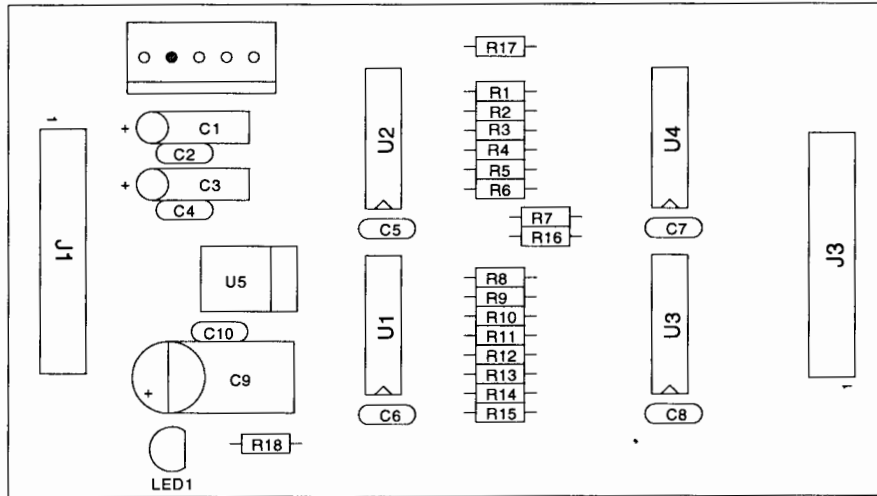 R17
1
+
C1
C2
+
C3
C4
J1
U2
C5
R1
R2
R3
R4
R5
R6
R7
R16
U4
C7
J3
1
U5
C10
+
C9
U1
C6
R8
R9
R10
R11
R12
R13
R14
R15
U3
C8
R18
LED1